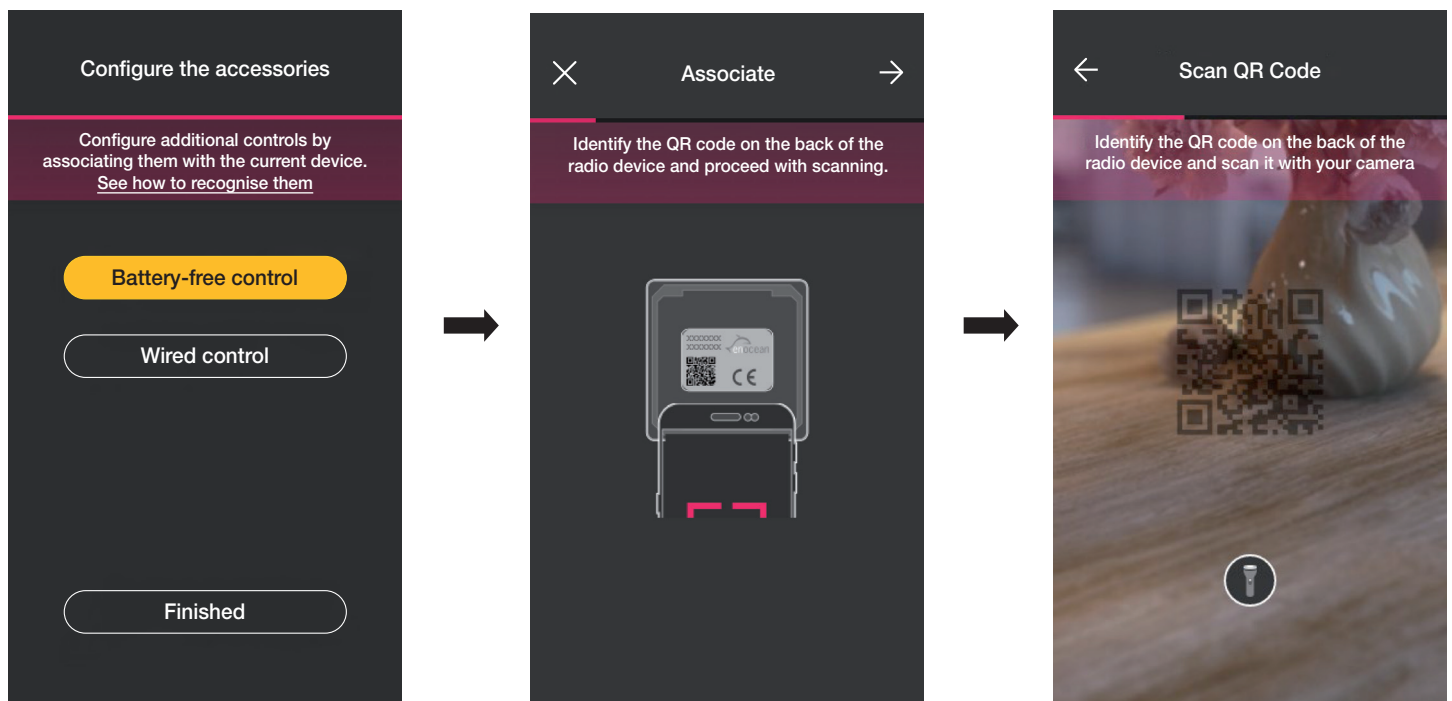 Configure the accessories
Configure additional controls by
associating them with the current device.
See how to recognise them
Battery-free control
Wired control
Finished
Associate
Identify the QR code on the back of the
radio device and proceed with scanning.
XXXXXXX
XXXXXXX
enocean
CE
Scan QR Code
Identify the QR code on the back of the
radio device and scan it with your camera